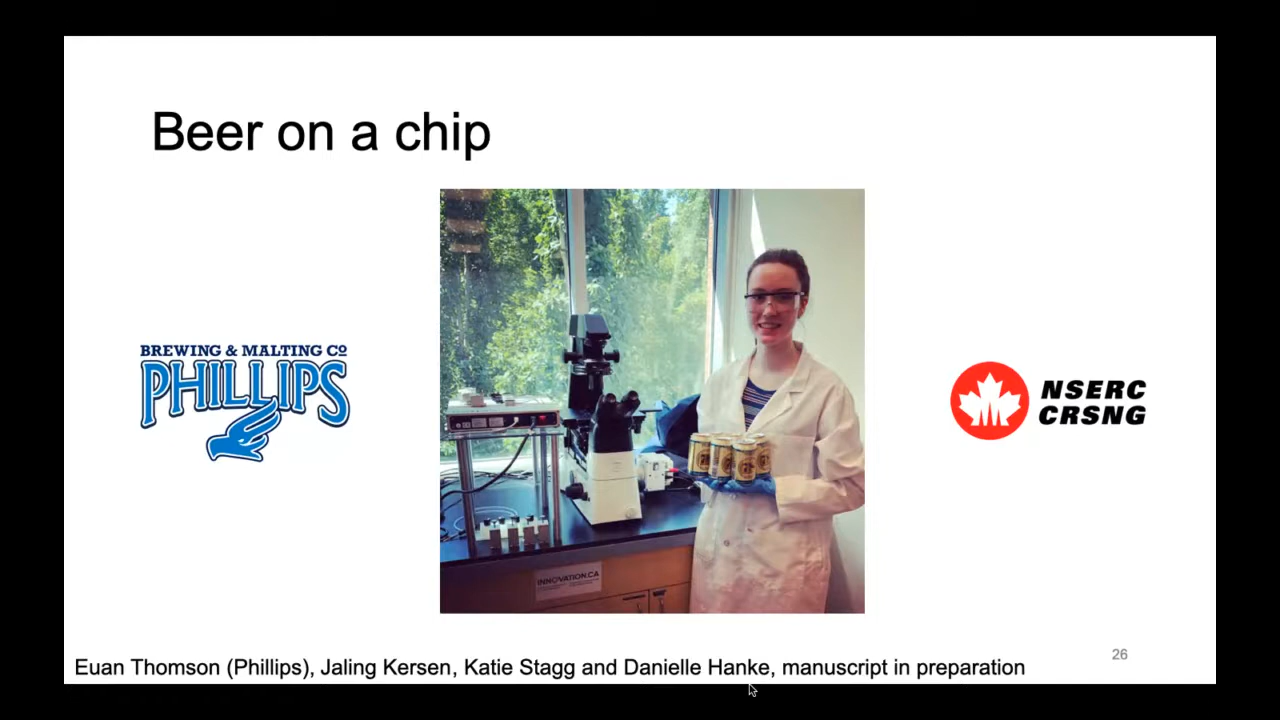 Beer on a chip
BREWING & MALTING CO
PHILLIPS
NSERC
CRSNG
INNOVATION.CA
Euan Thomson (Phillips), Jaling Kersen, Katie Stagg and Danielle Hanke, manuscript in preparation
26